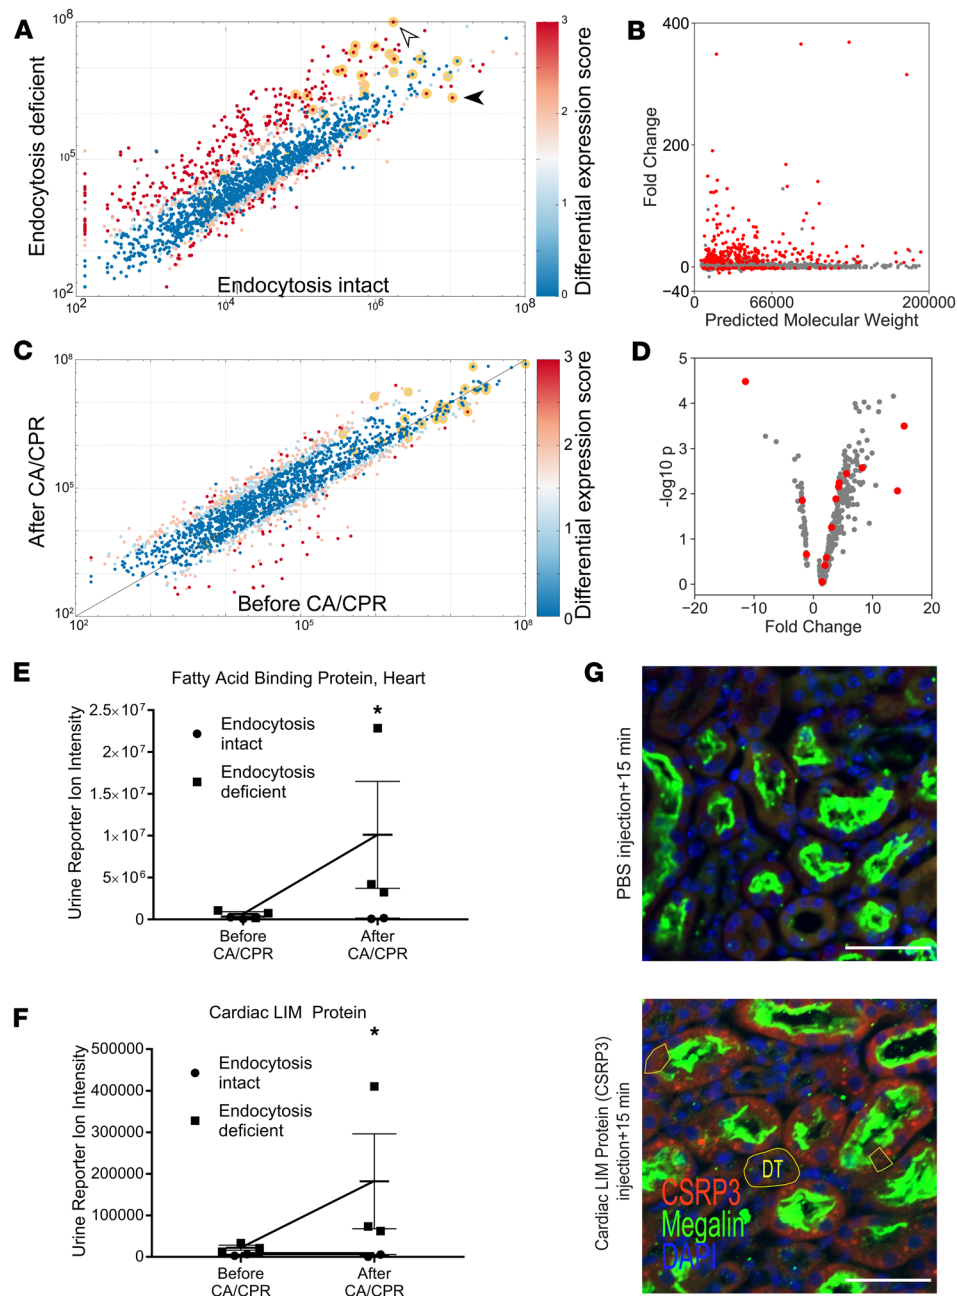 A
10^8
10^5
10^2
Endocytosis deficient
Endocytosis intact
10^2
10^4
10^6
10^8
3
2
1
0
Differential expression score
B
400
200
0
−40
Fold Change
0
66000
200000
Predicted Molecular Weight
C
10^8
10^5
10^2
After CA/CPR
Before CA/CPR
10^2
10^5
10^8
3
2
1
0
Differential expression score
D
5
4
3
2
1
0
-log10 p
−20
0
10
20
Fold Change
E
Fatty Acid Binding Protein, Heart
2.5×10^7
2×10^7
1.5×10^7
1×10^7
5×10^6
0
Urine Reporter Ion Intensity
Endocytosis
intact
Endocytosis
deficient
*
Before
CA/CPR
After
CA/CPR
F
Cardiac LIM Protein
500000
400000
300000
200000
100000
0
Urine Reporter Ion Intensity
Endocytosis
intact
Endocytosis
deficient
*
Before
CA/CPR
After
CA/CPR
G
PBS injection+15 min
Cardiac LIM Protein (CSRP3)
injection+15 min
DT
CSRP3
Megalin
DAPI